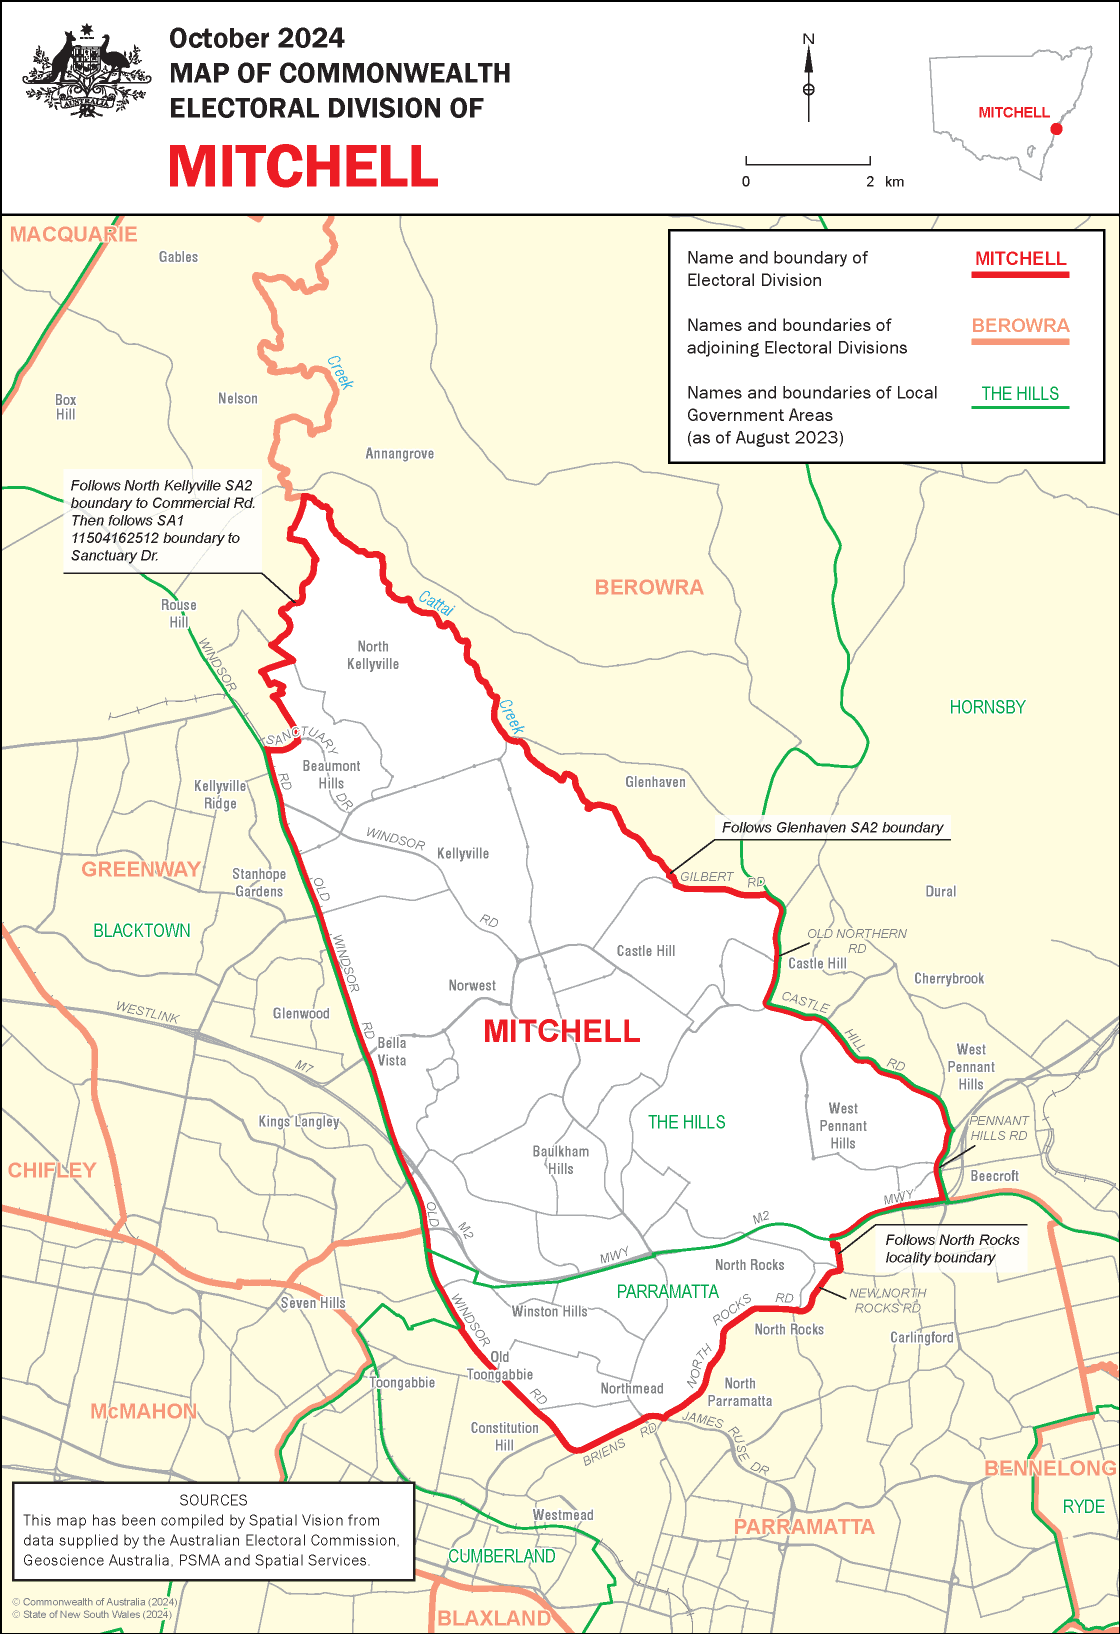 October 2024
MAP OF COMMONWEALTH
ELECTORAL DIVISION OF
MITCHELL
AUSTRALIA
N
0 2 km
MITCHELL
Name and boundary of
Electoral Division
MITCHELL
Names and boundaries of
adjoining Electoral Divisions
BEROWRA
Names and boundaries of Local
Government Areas
(as of August 2023)
THE HILLS
MACQUARIE
Gables
Creek
Box
Hill
Nelson
Annangrove
Follows North Kellyville SA2
boundary to Commercial Rd.
Then follows SA1
11504162512 boundary to
Sanctuary Dr.
BEROWRA
Cattai
Rouse
Hill
WINDSOR
North
Kellyville
Creek
HORNSBY
SANCTUARY
RD
Beaumont
Hills
DR
Kellyville
Ridge
Glenhaven
Follows Glenhaven SA2 boundary
WINDSOR
Kellyville
GREENWAY
Stanhope
Gardens
OLD
GILBERT RD
Dural
RD
BLACKTOWN
WINDSOR
Castle Hill
OLD NORTHERN
RD
Castle Hill
Cherrybrook
Norwest
WESTLINK
Glenwood
RD
MITCHELL
CASTLE
HILL
RD
Bella
Vista
M7
West
Pennant
Hills
Kings Langley
THE HILLS
West
Pennant
Hills
PENNANT
HILLS RD
Baulkham
Hills
CHIFLEY
Beecroft
OLD
M2
MWY
M2
MWY
Follows North Rocks
locality boundary
North Rocks
PARRAMATTA
Seven Hills
WINDSOR
Winston Hills
ROCKS
RD
NEW NORTH
ROCKS RD
North Rocks
Carlingford
Old
Toongabbie
Toongabbie
RD
NORTH
Northmead
North
Parramatta
McMAHON
Constitution
Hill
BRIENS RD
JAMES RUSE DR
BENNELONG
RYDE
SOURCES
This map has been compiled by Spatial Vision from
data supplied by the Australian Electoral Commission,
Geoscience Australia, PSMA and Spatial Services.
Westmead
PARRAMATTA
CUMBERLAND
BLAXLAND
© Commonwealth of Australia (2024)
© State of New South Wales (2024)